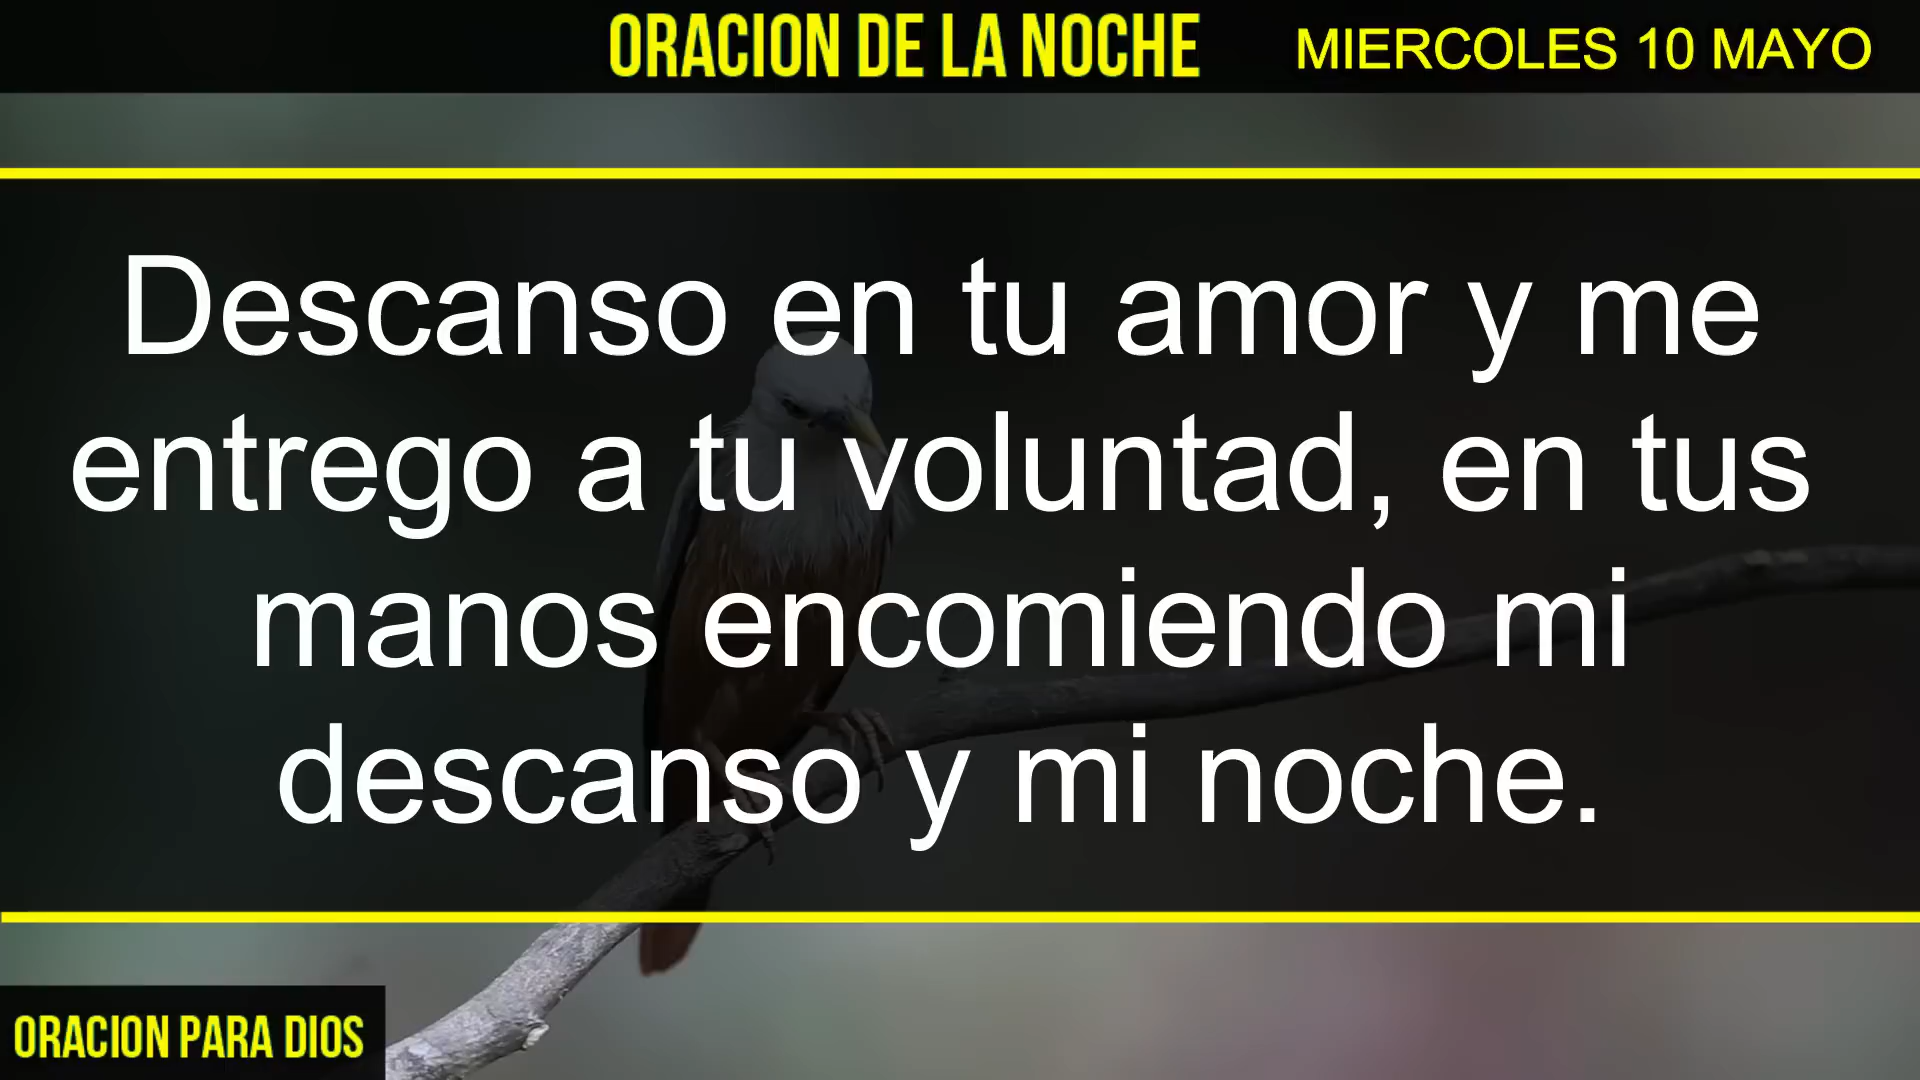 ORACION DE LA NOCHE
MIERCOLES 10 MAYO
Descanso en tu amor y me
entrego a tu voluntad, en tus
manos encomiendo mi
descanso y mi noche.
ORACION PARA DIOS